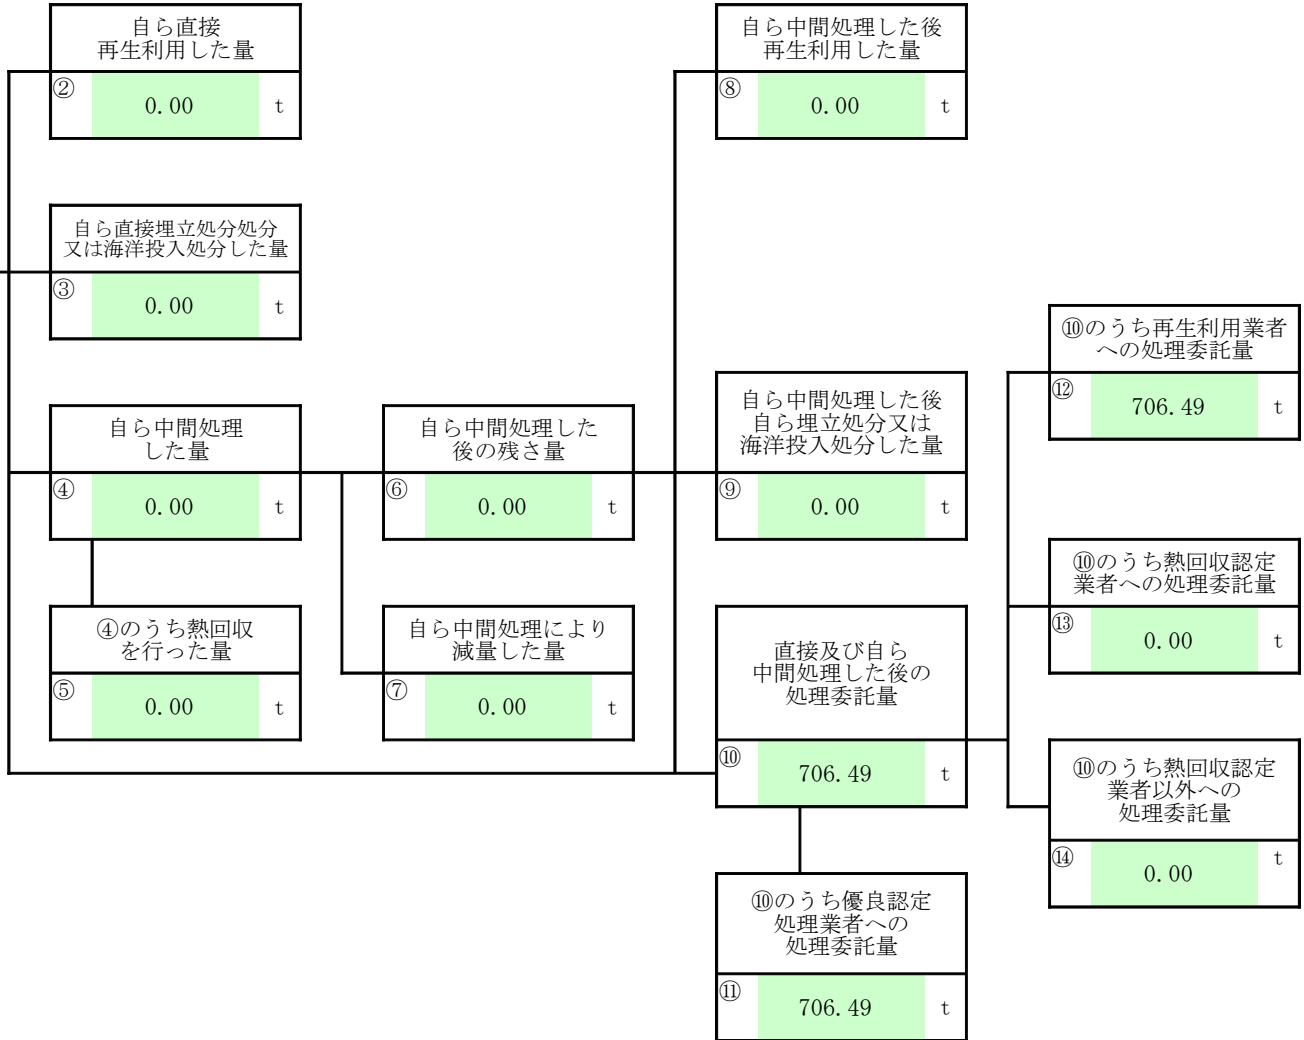 自ら直接
再生利用した量
② 0.00 t
自ら中間処理した後
再生利用した量
⑧ 0.00 t
自ら直接埋立処分処分
又は海洋投入処分した量
③ 0.00 t
⑩のうち再生利用業者
への処理委託量
⑫ 706.49 t
自ら中間処理
した量
④ 0.00 t
自ら中間処理した
後の残さ量
⑥ 0.00 t
自ら中間処理した後
自ら埋立処分又は
海洋投入処分した量
⑨ 0.00 t
⑩のうち熱回収認定
業者への処理委託量
⑬ 0.00 t
④のうち熱回収
を行った量
⑤ 0.00 t
自ら中間処理により
減量した量
⑦ 0.00 t
直接及び自ら
中間処理した後の
処理委託量
⑩ 706.49 t
⑩のうち熱回収認定
業者以外への
処理委託量
⑭ 0.00 t
⑩のうち優良認定
処理業者への
処理委託量
⑪ 706.49 t